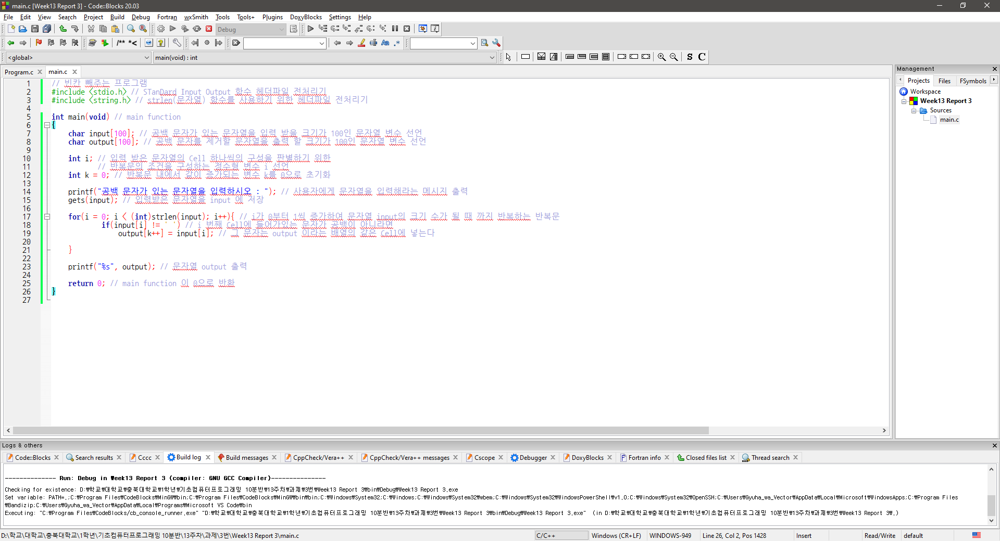 main.c [Week13 Report 3] - Code::Blocks 20.03
File Edit View Search Project Build Debug Fortran wxSmith Tools Tools+ Plugins DoxyBlocks Settings Help
Debug
/** *<
Aa .*
S C
<global> main(void) : int
Program.c main.c
1 // 빈칸 빼주는 프로그램
2 #include <stdio.h> // STanDard Input Output 함수 헤더파일 전처리기
3 #include <string.h> // strlen(문자열) 함수를 사용하기 위한 헤더파일 전처리기
4
5 int main(void) // main function
6 {
7 char input[100]; // 공백 문자가 있는 문자열을 입력 받을 크기가 100인 문자열 변수 선언
8 char output[100]; // 공백 문자를 제거할 문자열을 출력 할 크기가 100인 문자열 변수 선언
9
10 int i; // 입력 받은 문자열의 Cell 하나씩의 구성을 판별하기 위한
11 // 반복문의 조건을 구성하는 정수형 변수 i 선언
12 int k = 0; // 반복문 내에서 같이 증가되는 변수 k를 0으로 초기화
13
14 printf("공백 문자가 있는 문자열을 입력하시오 : "); // 사용자에게 문자열을 입력해라는 메시지 출력
15 gets(input); // 입력받은 문자열을 input 에 저장
16
17 for(i = 0; i < (int)strlen(input); i++){ // i가 0부터 1씩 증가하여 문자열 input의 크기 수가 될 때 까지 반복하는 반복문
18 if(input[i] != ' ') // i 번째 Cell에 들어가있는 문자가 공백이 아니라면
19 output[k++] = input[i]; // 그 문자는 output 이라는 배열의 같은 Cell에 넣는다
20
21 }
22
23 printf("%s", output); // 문자열 output 출력
24
25 return 0; // main function 이 0으로 반환
26 }
27
Management
Projects Files FSymbols
Workspace
Week13 Report 3
Sources
main.c
Logs & others
Code::Blocks Search results Cccc Build log Build messages CppCheck/Vera++ CppCheck/Vera++ messages Cscope Debugger DoxyBlocks Fortran info Closed files list Thread search
-------------- Run: Debug in Week13 Report 3 (compiler: GNU GCC Compiler)---------------
Checking for existence: D:₩학교₩대학교₩충북대학교₩1학년₩기초컴퓨터프로그래밍 10분반₩13주차₩과제₩3번₩Week13 Report 3₩bin₩Debug₩Week13 Report 3.exe
Set variable: PATH=.;C:₩Program Files₩CodeBlocks₩MinGW₩bin;C:₩Program Files₩CodeBlocks₩MinGW₩bin₩bin;C:₩Windows₩System32;C:₩Windows;C:₩Windows₩System32₩wbem;C:₩Windows₩System32₩WindowsPowerShell₩v1.0;C:₩Windows₩System32₩OpenSSH;C:₩Users₩Gyuha_wa_Vector₩AppData₩Local₩Microsoft₩WindowsApps;C:₩Program Files
₩Bandizip;C:₩Users₩Gyuha_wa_Vector₩AppData₩Local₩Programs₩Microsoft VS Code₩bin
Executing: "C:₩Program Files₩CodeBlocks/cb_console_runner.exe" "D:₩학교₩대학교₩충북대학교₩1학년₩기초컴퓨터프로그래밍 10분반₩13주차₩과제₩3번₩Week13 Report 3₩bin₩Debug₩Week13 Report 3.exe" (in D:₩학교₩대학교₩충북대학교₩1학년₩기초컴퓨터프로그래밍 10분반₩13주차₩과제₩3번₩Week13 Report 3₩.)
D:\학교\대학교\충북대학교\1학년\기초컴퓨터프로그래밍 10분반\13주차\과제\3번\Week13 Report 3\main.c C/C++ Windows (CR+LF) WINDOWS-949 Line 26, Col 2, Pos 1428 Insert Read/Write default